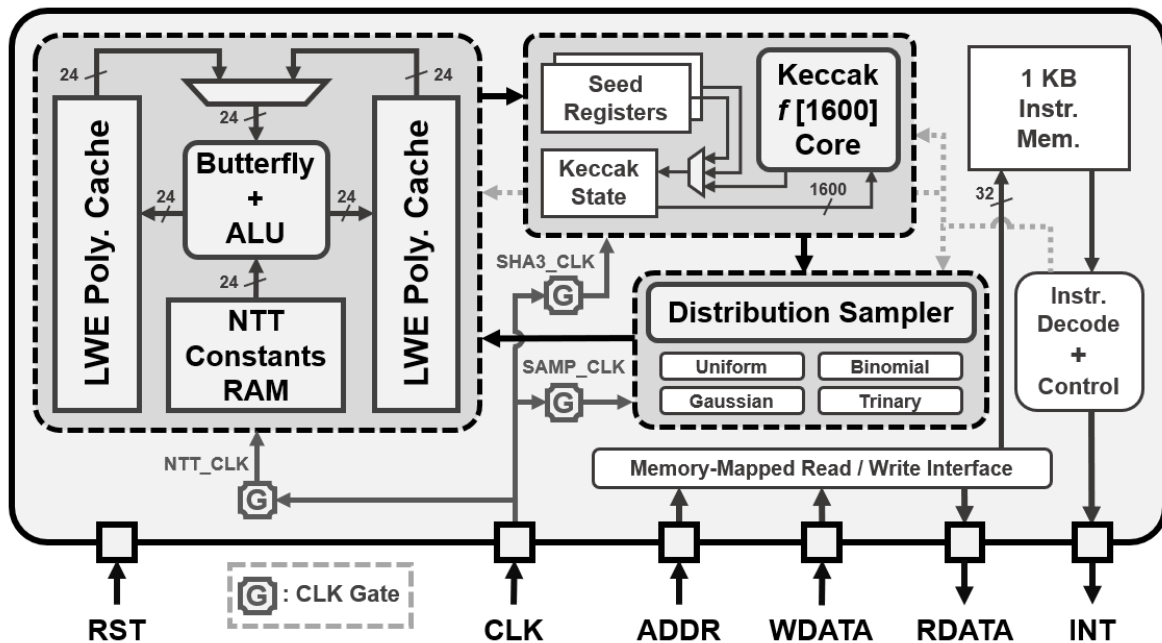 24
24
24
LWE Poly. Cache
Butterfly
+
ALU
24
24
24
NTT
Constants
RAM
LWE Poly. Cache
Seed
Registers
Keccak
State
Keccak
f [1600]
Core
1600
1 KB
Instr.
Mem.
32
SHA3_CLK
G
Distribution Sampler
Uniform
Binomial
Gaussian
Trinary
SAMP_CLK
G
Instr.
Decode
+
Control
NTT_CLK
G
Memory-Mapped Read / Write Interface
G : CLK Gate
RST
CLK
ADDR
WDATA
RDATA
INT